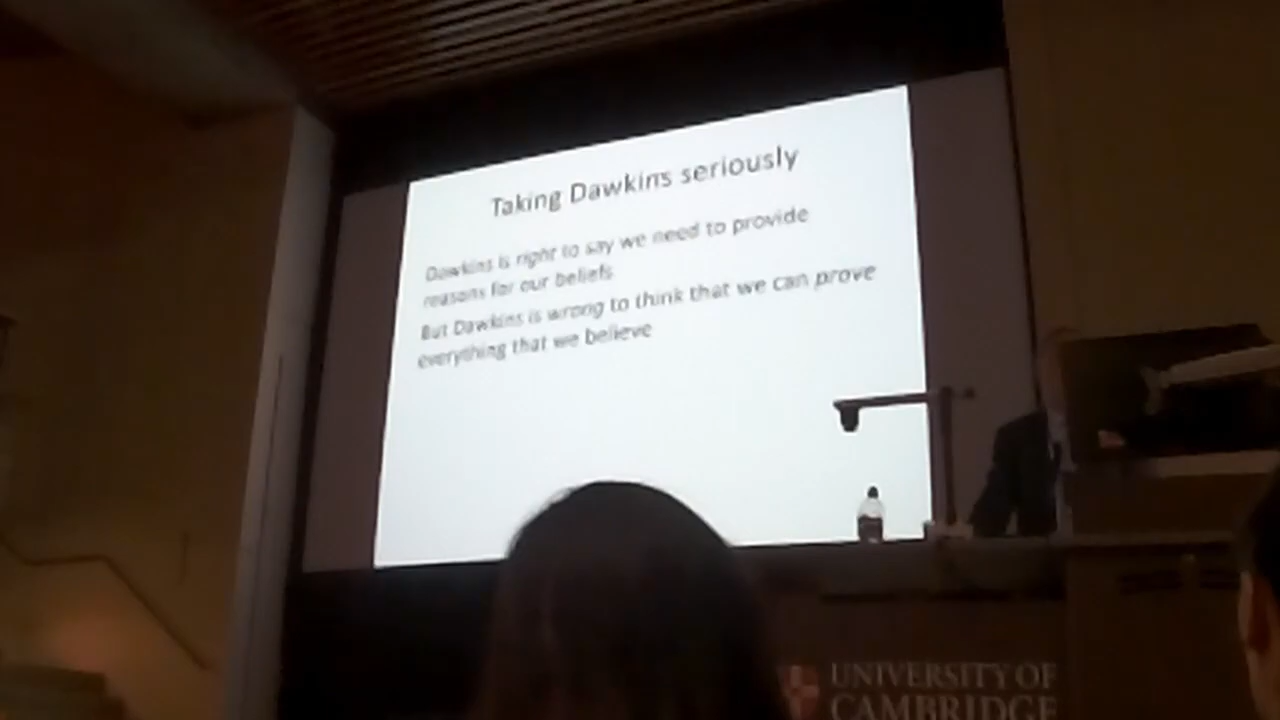 Taking Dawkins seriously
Dawkins is right to say we need to provide
reasons for our beliefs
But Dawkins is wrong to think that we can prove
everything that we believe
UNIVERSITY OF
CAMBRIDGE